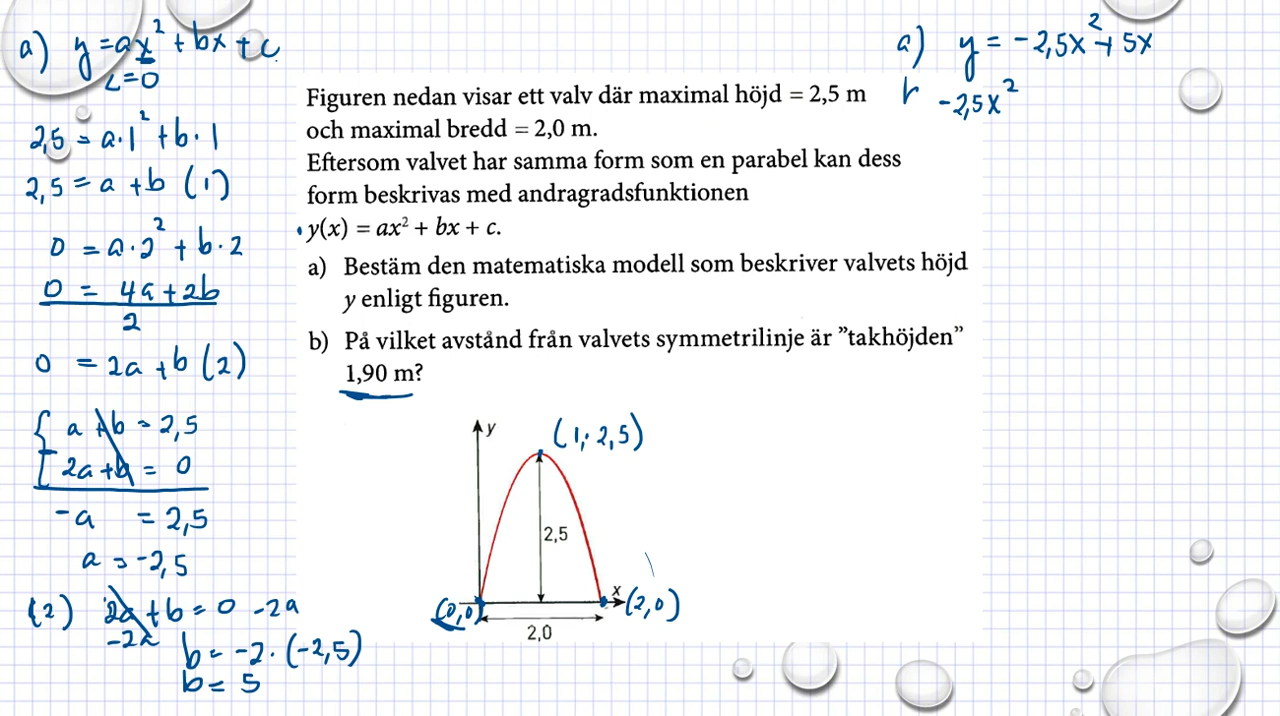 a) y = ax² + bx + c
c = 0
2,5 = a·1² + b·1
2,5 = a + b (1)
0 = a·2² + b·2
0 = 4a + 2b
2
0 = 2a + b (2)
a + b = 2,5
2a + b = 0
-a = 2,5
a = -2,5
(2) 2a + b = 0 - 2a
-2a
b = -2·(-2,5)
b = 5
Figuren nedan visar ett valv där maximal höjd = 2,5 m
och maximal bredd = 2,0 m.
Eftersom valvet har samma form som en parabel kan dess
form beskrivas med andragradsfunktionen
y(x) = ax² + bx + c.
a) Bestäm den matematiska modell som beskriver valvets höjd
y enligt figuren.
b) På vilket avstånd från valvets symmetrilinje är ”takhöjden”
1,90 m?
y
(1; 2,5)
2,5
x
(0,0)
(2,0)
2,0
a) y = -2,5x² + 5x
-2,5x²